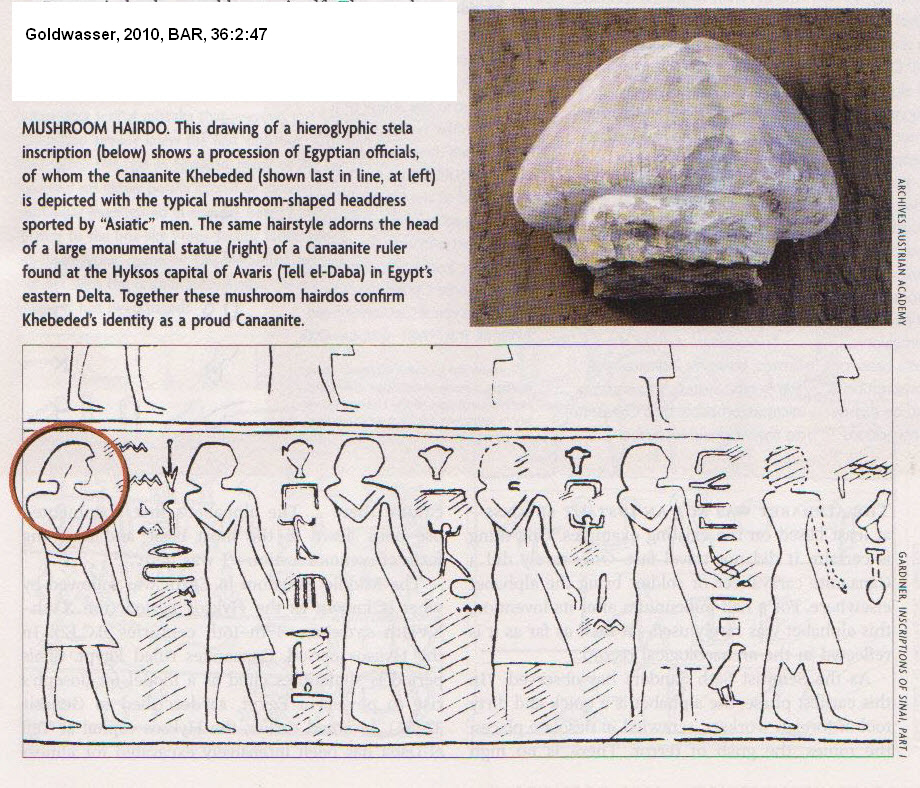 Goldwasser, 2010, BAR, 36:2:47
MUSHROOM HAIRDO. This drawing of a hieroglyphic stela
inscription (below) shows a procession of Egyptian officials,
of whom the Canaanite Khebeded (shown last in line, at left)
is depicted with the typical mushroom-shaped headdress
sported by “Asiatic” men. The same hairstyle adorns the head
of a large monumental statue (right) of a Canaanite ruler
found at the Hyksos capital of Avaris (Tell el-Daba) in Egypt’s
eastern Delta. Together these mushroom hairdos confirm
Khebeded’s identity as a proud Canaanite.
ARCHIVES AUSTRIAN ACADEMY
GARDINER, INSCRIPTIONS OF SINAI, PART I